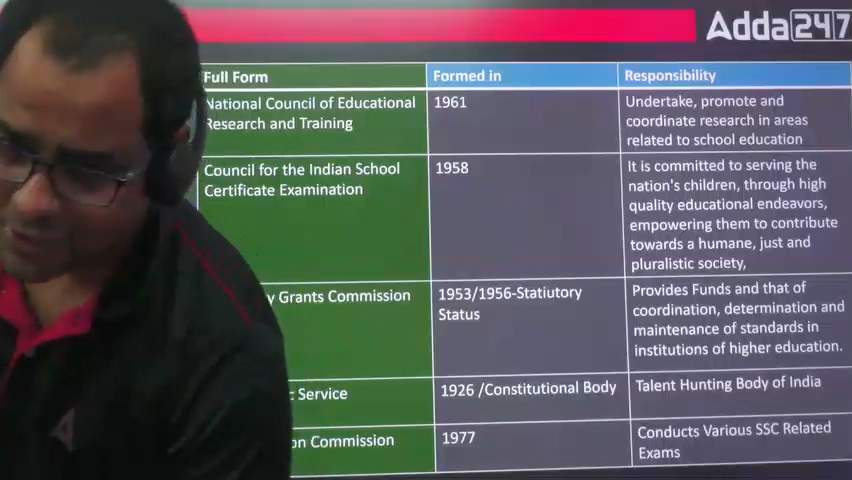 Adda247
Full Form
Formed in
Responsibility
National Council of Educational
Research and Training
1961
Undertake, promote and
coordinate research in areas
related to school education
Council for the Indian School
Certificate Examination
1958
It is committed to serving the
nation's children, through high
quality educational endeavors,
empowering them to contribute
towards a humane, just and
pluralistic society,
Grants Commission
1953/1956-Statiutory
Status
Provides Funds and that of
coordination, determination and
maintenance of standards in
institutions of higher education.
Service
1926 /Constitutional Body
Talent Hunting Body of India
Commission
1977
Conducts Various SSC Related
Exams